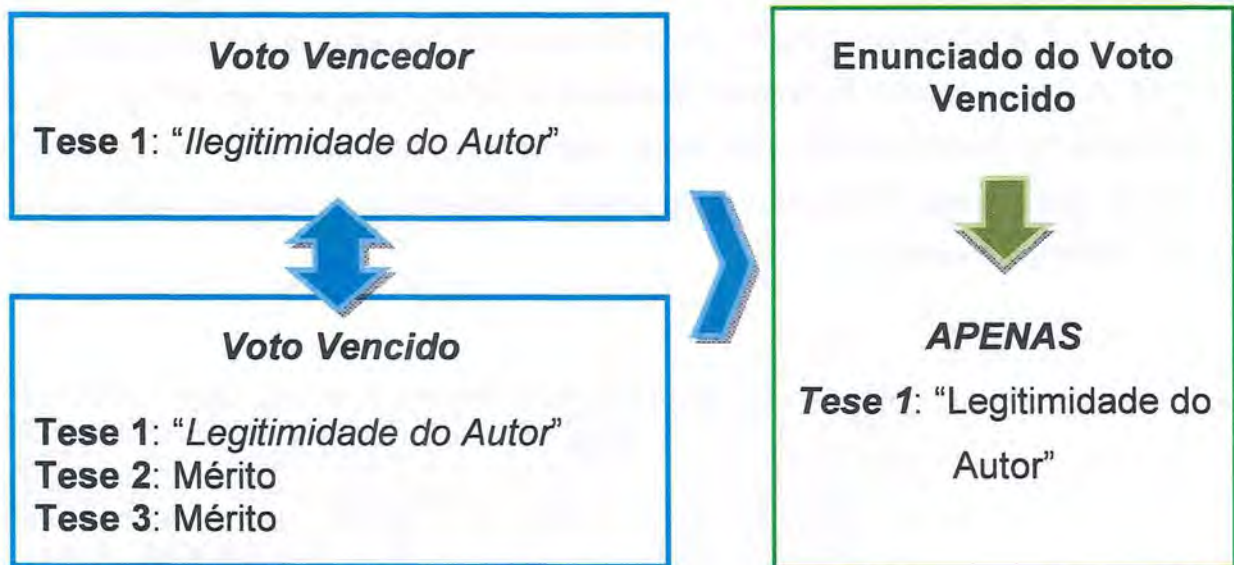 Voto Vencedor
Tese 1: “Ilegitimidade do Autor”
Voto Vencido
Tese 1: “Legitimidade do Autor”
Tese 2: Mérito
Tese 3: Mérito
Enunciado do Voto
Vencido
APENAS
Tese 1: “Legitimidade do
Autor”